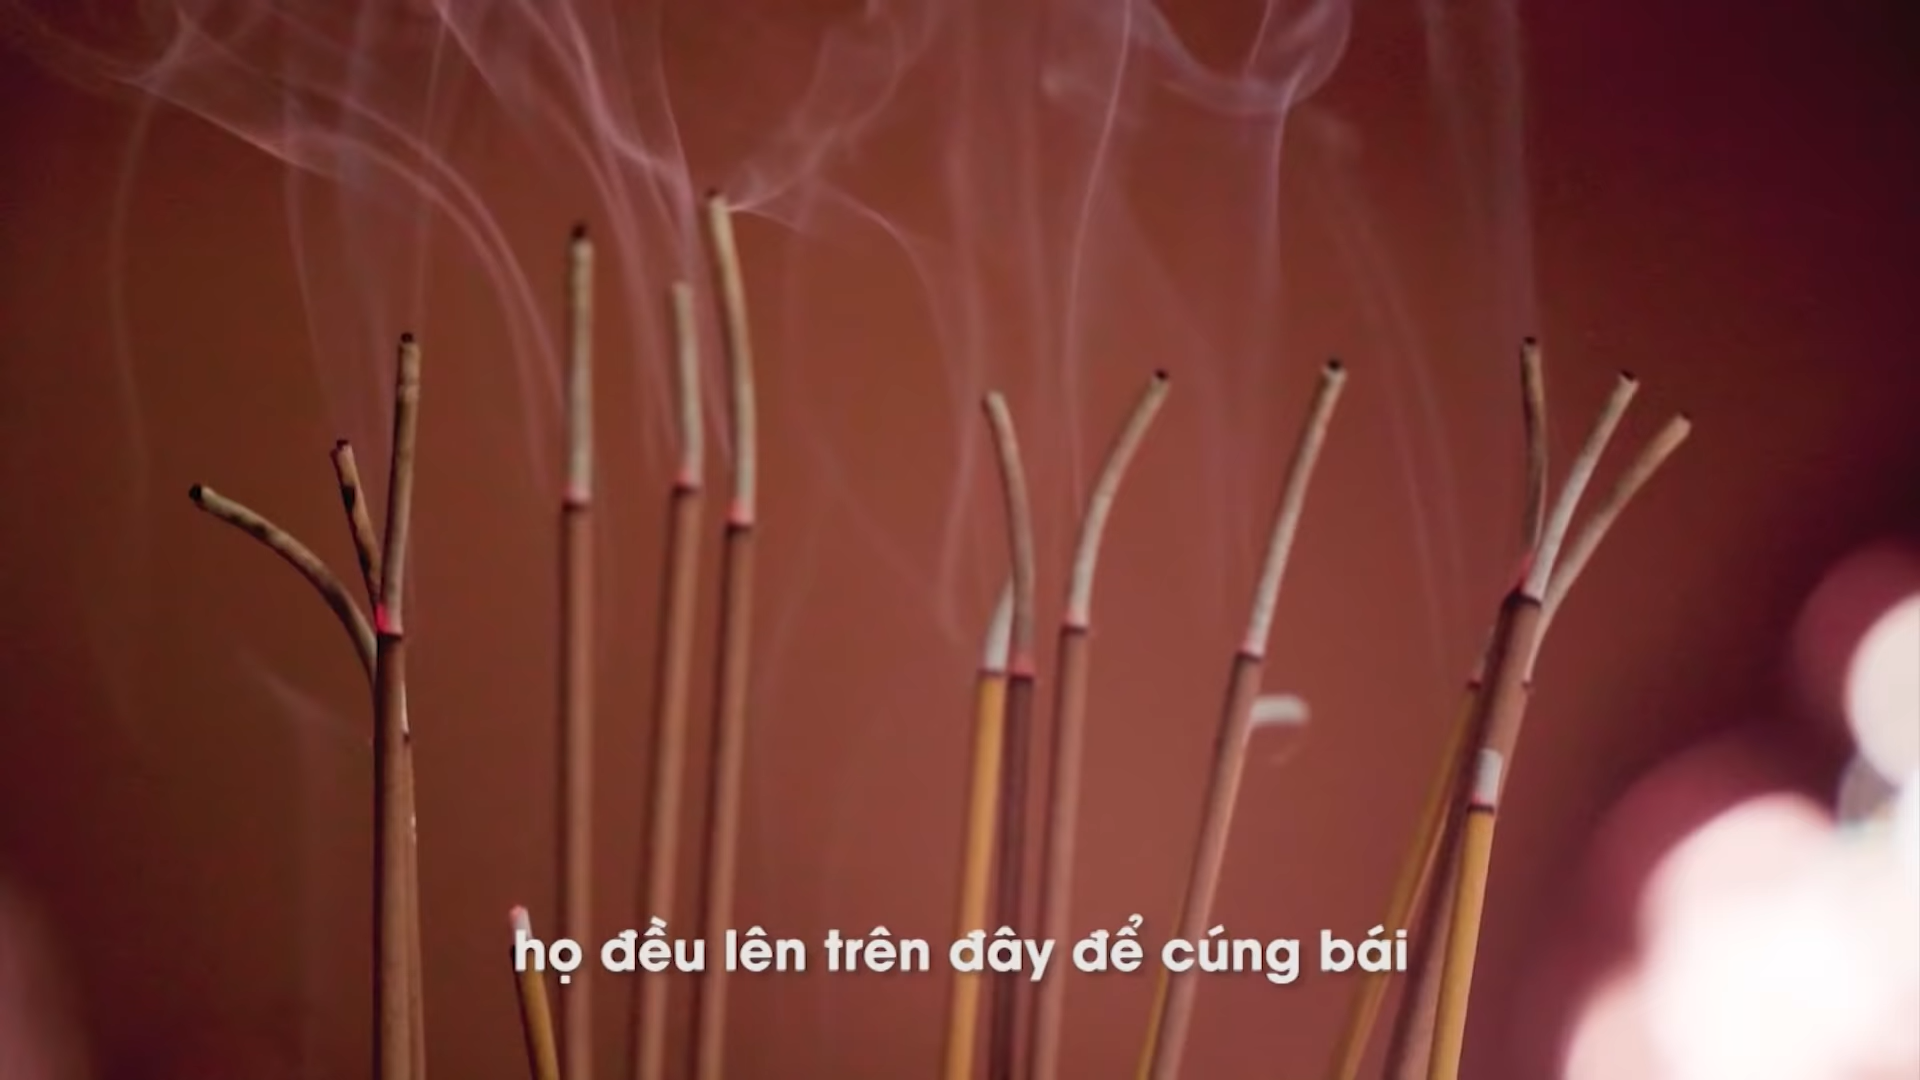 họ đều lên trên đây để cúng bái